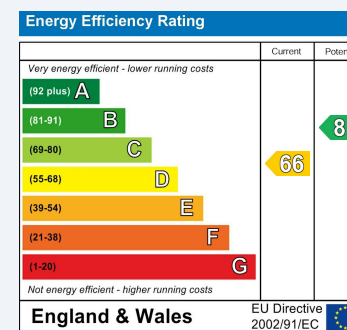 Energy Efficiency Rating
Current
Very energy efficient - lower running costs
(92 plus) A
(81-91) B
(69-80) C
(55-68) D
(39-54) E
(21-38) F
(1-20) G
66
Not energy efficient - higher running costs
England & Wales
EU Directive
2002/91/EC